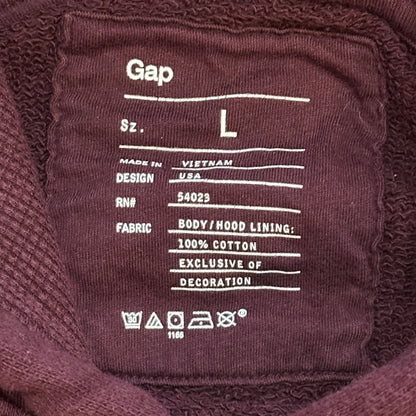 Gap
Sz. L
MADE IN VIETNAM
DESIGN USA
RN# 54023
FABRIC BODY/HOOD LINING:
100% COTTON
EXCLUSIVE OF
DECORATION
30 ®
1166